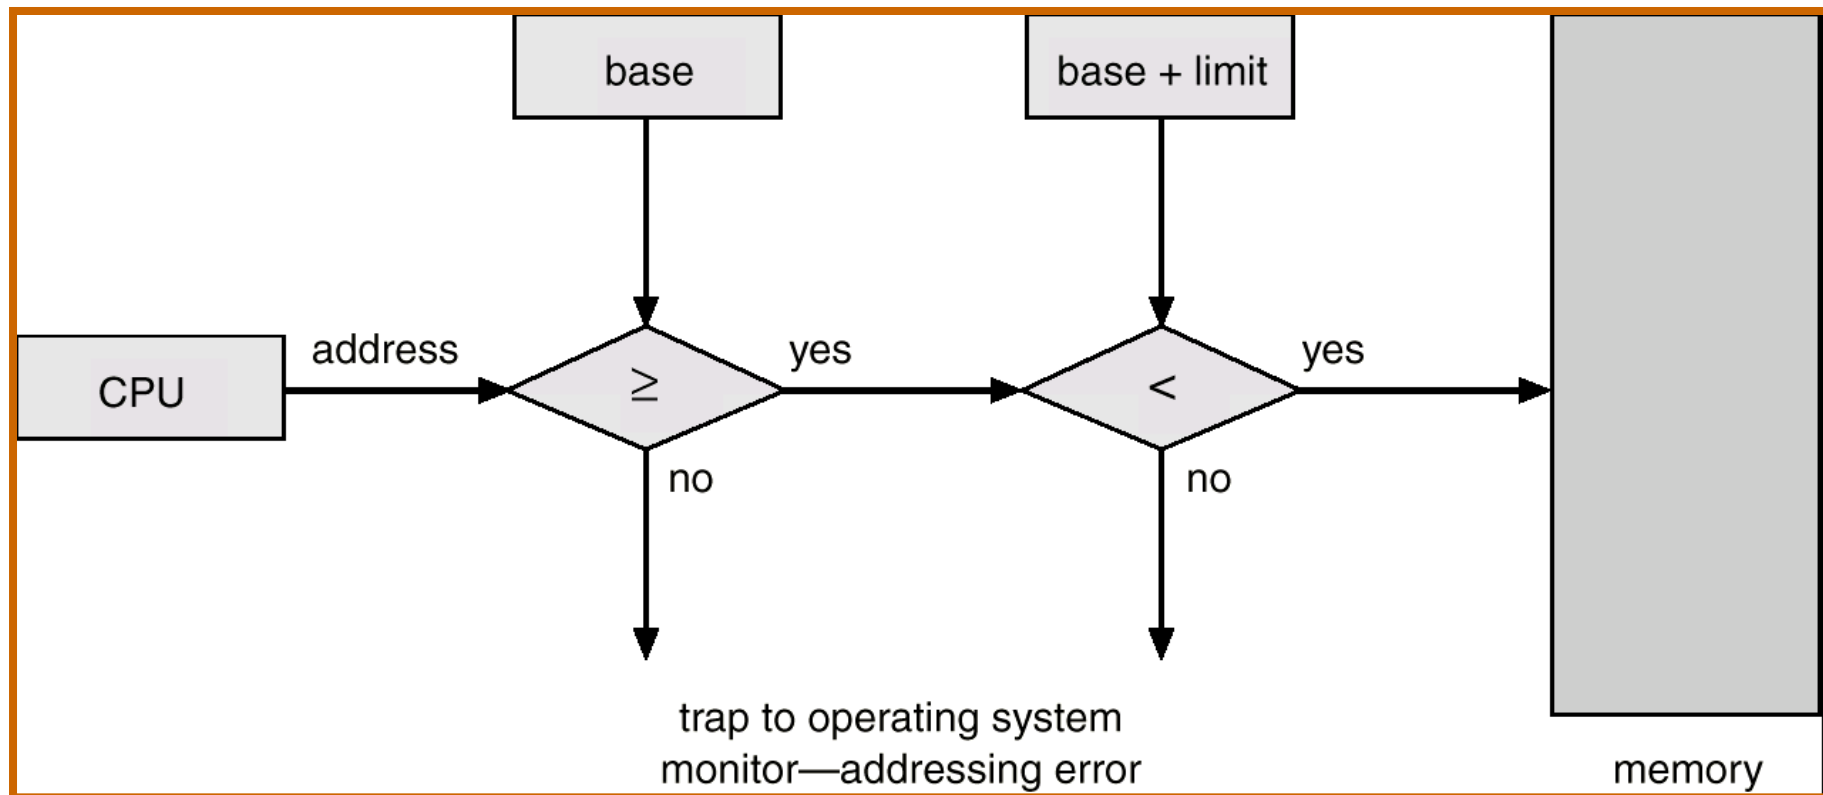 base
base + limit
CPU
address
≥
yes
<
yes
no
no
trap to operating system
monitor—addressing error
memory